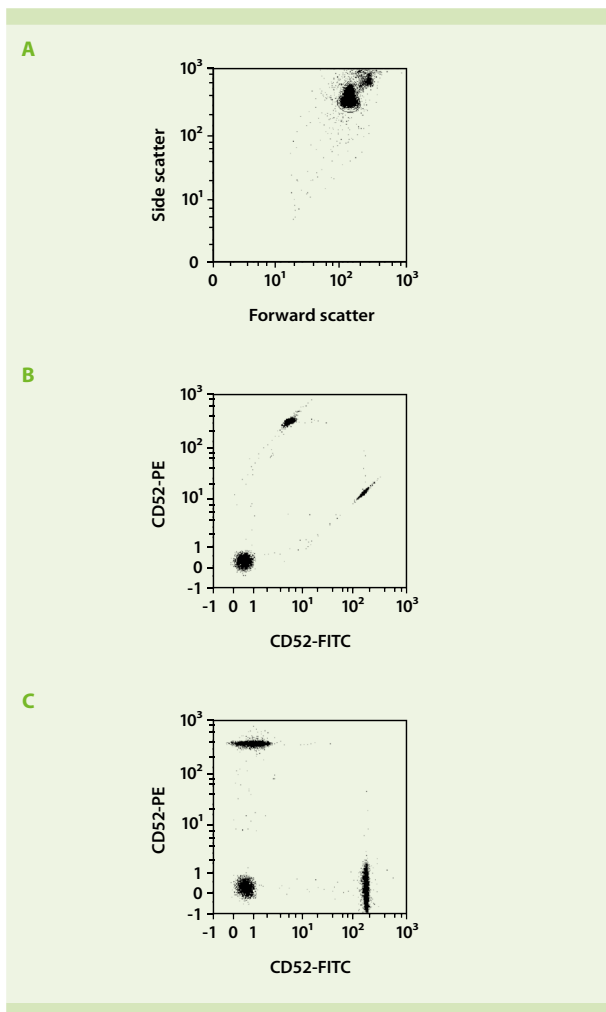 A
10³
10²
10¹
0
Side scatter
0 10¹ 10² 10³
Forward scatter
B
10³
10²
10¹
1
0
-1
CD52-PE
-1 0 1 10¹ 10² 10³
CD52-FITC
C
10³
10²
10¹
1
0
-1
CD52-PE
-1 0 1 10¹ 10² 10³
CD52-FITC